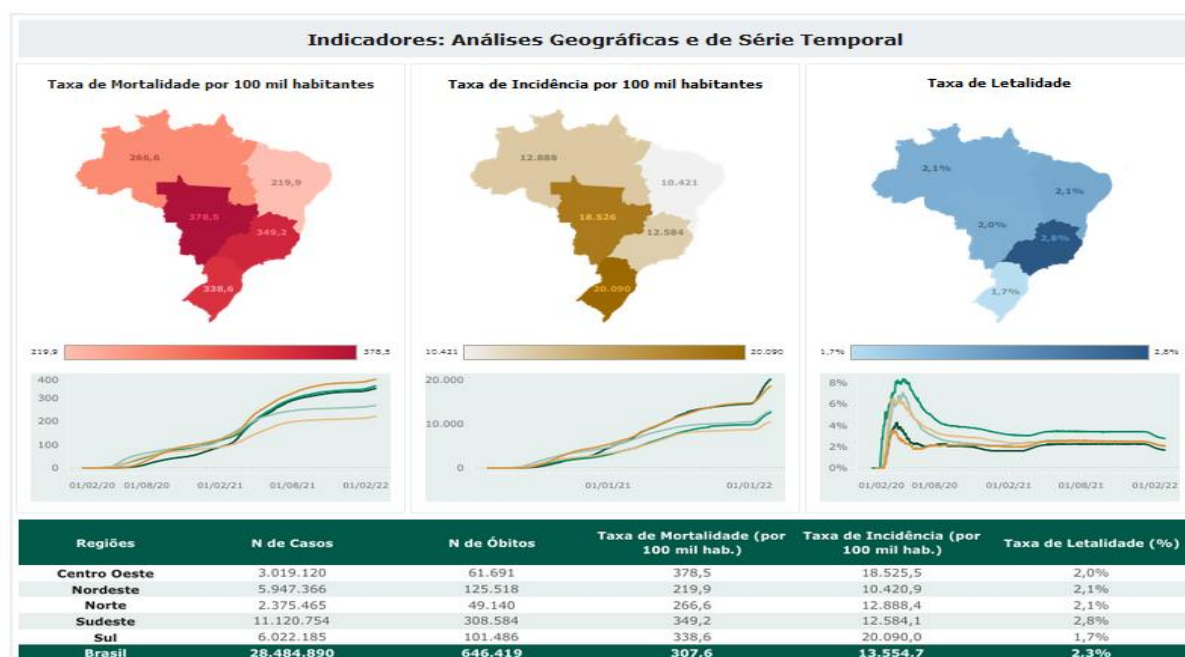 Indicadores: Análises Geográficas e de Série Temporal
Taxa de Mortalidade por 100 mil habitantes
266,6
219,9
378,5
349,2
338,6
219,9 378,5
400
300
200
100
0
01/02/20 01/08/20 01/02/21 01/08/21 01/02/22
Taxa de Incidência por 100 mil habitantes
12.888
10.421
18.526
12.584
20.090
10.421 20.090
20.000
10.000
0
01/01/21 01/01/22
Taxa de Letalidade
2,1%
2,1%
2,0%
2,8%
1,7%
1,7% 2,8%
8%
6%
4%
2%
0%
01/02/20 01/08/20 01/02/21 01/08/21 01/02/22
Regiões N de Casos N de Óbitos Taxa de Mortalidade (por 100 mil hab.) Taxa de Incidência (por 100 mil hab.) Taxa de Letalidade (%)
Centro Oeste 3.019.120 61.691 378,5 18.525,5 2,0%
Nordeste 5.947.366 125.518 219,9 10.420,9 2,1%
Norte 2.375.465 49.140 266,6 12.888,4 2,1%
Sudeste 11.120.754 308.584 349,2 12.584,1 2,8%
Sul 6.022.185 101.486 338,6 20.090,0 1,7%
Brasil 28.484.890 646.419 307,6 13.554,7 2,3%